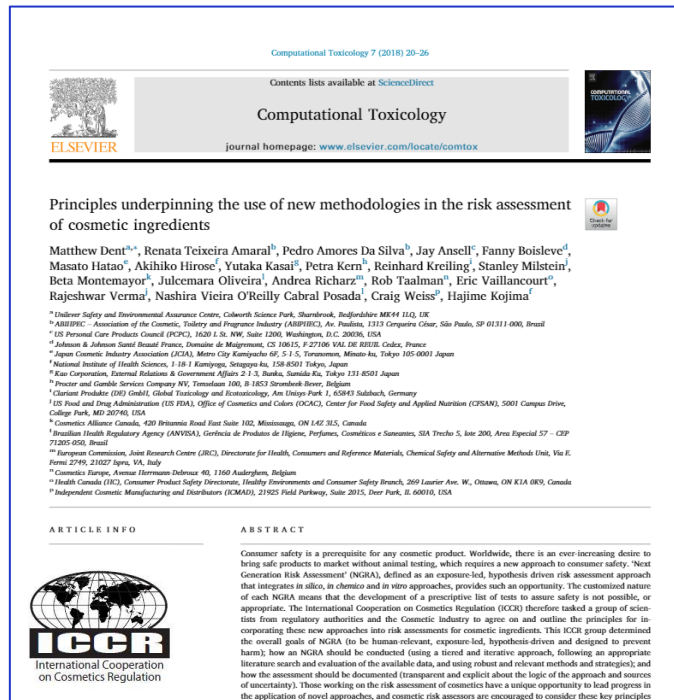 Computational Toxicology 7 (2018) 20–26
Contents lists available at ScienceDirect
Computational Toxicology
journal homepage: www.elsevier.com/locate/comtox
ELSEVIER
COMPUTATIONAL
TOXICOLOGY
Principles underpinning the use of new methodologies in the risk assessment
of cosmetic ingredients
Check for
updates
Matthew Dentᵃ,*, Renata Teixeira Amaralᵇ, Pedro Amores Da Silvaᵇ, Jay Ansellᶜ, Fanny Boisleveᵈ,
Masato Hataoᵉ, Akihiko Hiroseᶠ, Yutaka Kasaiᵍ, Petra Kernʰ, Reinhard Kreilingⁱ, Stanley Milsteinʲ,
Beta Montemayorᵏ, Julcemara Oliveiraˡ, Andrea Richarzᵐ, Rob Taalmanⁿ, Eric Vaillancourtᵒ,
Rajeshwar Vermaʲ, Nashira Vieira O'Reilly Cabral Posadaˡ, Craig Weissᵖ, Hajime Kojimaᶠ
ᵃ Unilever Safety and Environmental Assurance Centre, Colworth Science Park, Sharnbrook, Bedfordshire MK44 1LQ, UK
ᵇ ABIHPEC – Association of the Cosmetic, Toiletry and Fragrance Industry (ABIPHEC), Av. Paulista, 1313 Cerqueira César, São Paulo, SP 01311-000, Brazil
ᶜ US Personal Care Products Council (PCPC), 1620 L St. NW, Suite 1200, Washington, D.C. 20036, USA
ᵈ Johnson & Johnson Santé Beauté France, Domaine de Maigremont, CS 10615, F-27106 VAL DE REUIL Cedex, France
ᵉ Japan Cosmetic Industry Association (JCIA), Metro City Kamiyacho 6F, 5-1-5, Toranomon, Minato-ku, Tokyo 105-0001 Japan
ᶠ National Institute of Health Sciences, 1-18-1 Kamiyoga, Setagaya-ku, 158-8501 Tokyo, Japan
ᵍ Kao Corporation, External Relations & Government Affairs 2-1-3, Bunka, Sumida-Ku, Tokyo 131-8501 Japan
ʰ Procter and Gamble Services Company NV, Temselaan 100, B-1853 Strombeek-Bever, Belgium
ⁱ Clariant Produkte (DE) GmbH, Global Toxicology and Ecotoxicology, Am Unisys-Park 1, 65843 Sulzbach, Germany
ʲ US Food and Drug Administration (US FDA), Office of Cosmetics and Colors (OCAC), Center for Food Safety and Applied Nutrition (CFSAN), 5001 Campus Drive,
College Park, MD 20740, USA
ᵏ Cosmetics Alliance Canada, 420 Britannia Road East Suite 102, Mississauga, ON L4Z 3L5, Canada
ˡ Brazilian Health Regulatory Agency (ANVISA), Gerência de Produtos de Higiene, Perfumes, Cosméticos e Saneantes, SIA Trecho 5, lote 200, Area Especial 57 – CEP
71205-050, Brazil
ᵐ European Commission, Joint Research Centre (JRC), Directorate for Health, Consumers and Reference Materials, Chemical Safety and Alternative Methods Unit, Via E.
Fermi 2749, 21027 Ispra, VA, Italy
ⁿ Cosmetics Europe, Avenue Herrmann-Debroux 40, 1160 Auderghem, Belgium
ᵒ Health Canada (HC), Consumer Product Safety Directorate, Healthy Environments and Consumer Safety Branch, 269 Laurier Ave. W., Ottawa, ON K1A 0K9, Canada
ᵖ Independent Cosmetic Manufacturing and Distributors (ICMAD), 21925 Field Parkway, Suite 2015, Deer Park, IL 60010, USA
ARTICLE INFO
ABSTRACT
Consumer safety is a prerequisite for any cosmetic product. Worldwide, there is an ever-increasing desire to
bring safe products to market without animal testing, which requires a new approach to consumer safety. 'Next
Generation Risk Assessment' (NGRA), defined as an exposure-led, hypothesis driven risk assessment approach
that integrates in silico, in chemico and in vitro approaches, provides such an opportunity. The customized nature
of each NGRA means that the development of a prescriptive list of tests to assure safety is not possible, or
appropriate. The International Cooperation on Cosmetics Regulation (ICCR) therefore tasked a group of scien-
tists from regulatory authorities and the Cosmetic Industry to agree on and outline the principles for in-
corporating these new approaches into risk assessments for cosmetic ingredients. This ICCR group determined
the overall goals of NGRA (to be human-relevant, exposure-led, hypothesis-driven and designed to prevent
harm); how an NGRA should be conducted (using a tiered and iterative approach, following an appropriate
literature search and evaluation of the available data, and using robust and relevant methods and strategies); and
how the assessment should be documented (transparent and explicit about the logic of the approach and sources
of uncertainty). Those working on the risk assessment of cosmetics have a unique opportunity to lead progress in
the application of novel approaches, and cosmetic risk assessors are encouraged to consider these key principles
ICCR
International Cooperation
on Cosmetics Regulation